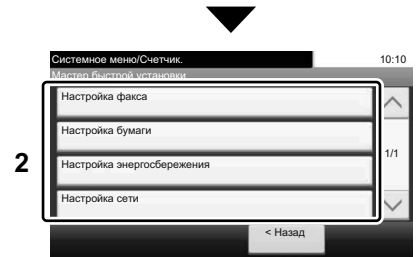 Системное меню/Счетчик. 10:10
Мастер быстрой установки
Настройка факса
Настройка бумаги
2
1/1
Настройка энергосбережения
Настройка сети
< Назад